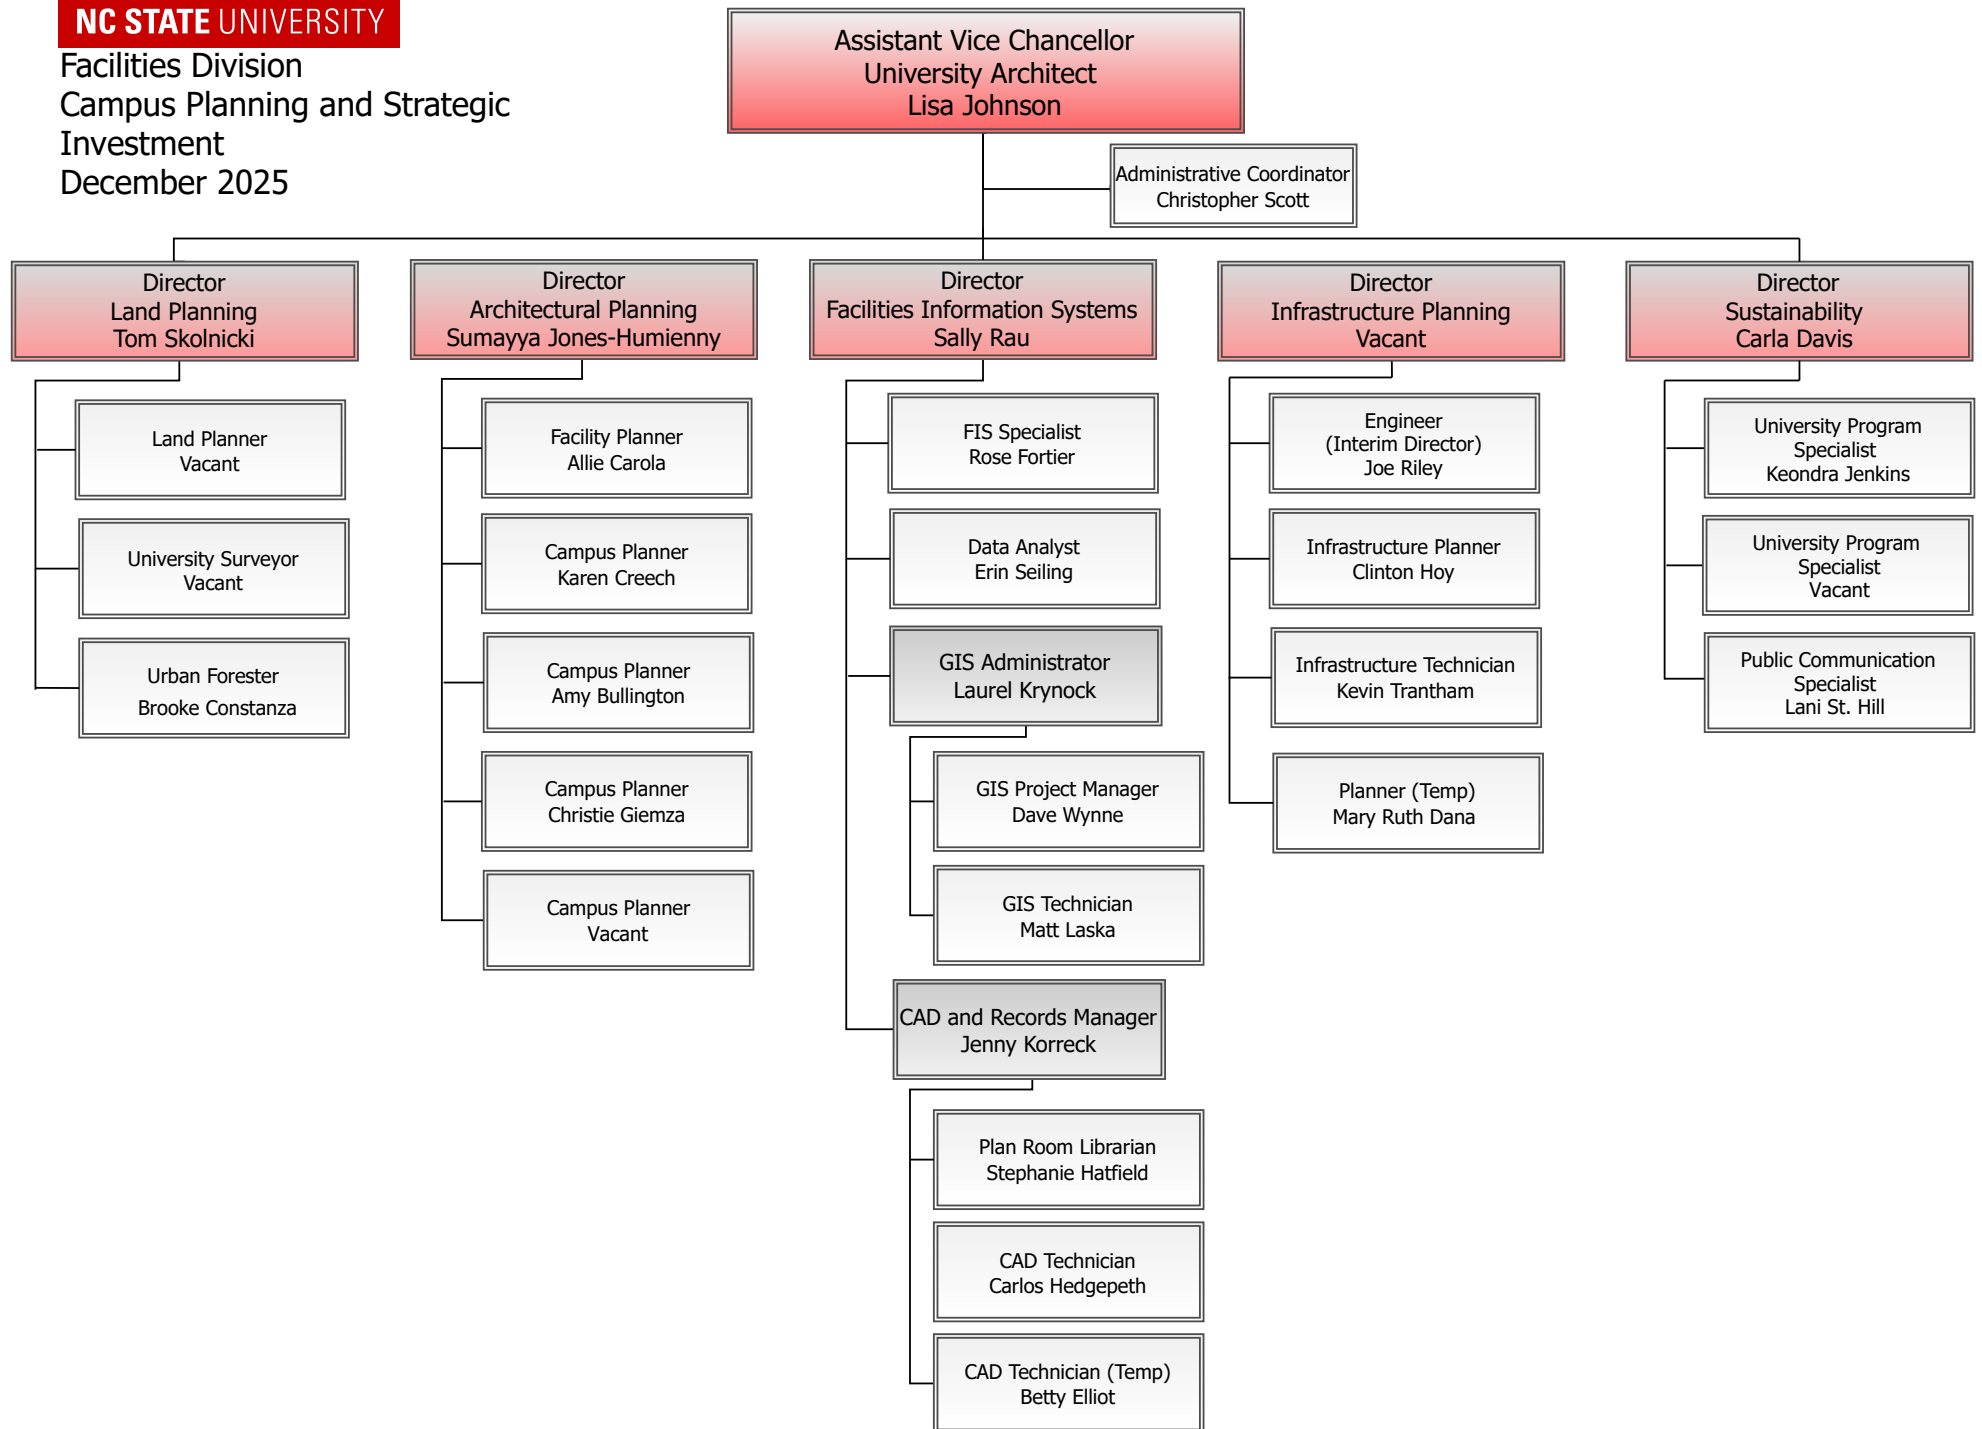 NC STATE UNIVERSITY
Facilities Division
Campus Planning and Strategic
Investment
December 2025
Assistant Vice Chancellor
University Architect
Lisa Johnson
Administrative Coordinator
Christopher Scott
Director
Land Planning
Tom Skolnicki
Land Planner
Vacant
University Surveyor
Vacant
Urban Forester
Brooke Constanza
Director
Architectural Planning
Sumayya Jones-Humienny
Facility Planner
Allie Carola
Campus Planner
Karen Creech
Campus Planner
Amy Bullington
Campus Planner
Christie Giemza
Campus Planner
Vacant
Director
Facilities Information Systems
Sally Rau
FIS Specialist
Rose Fortier
Data Analyst
Erin Seiling
GIS Administrator
Laurel Krynock
GIS Project Manager
Dave Wynne
GIS Technician
Matt Laska
CAD and Records Manager
Jenny Korreck
Plan Room Librarian
Stephanie Hatfield
CAD Technician
Carlos Hedgepeth
CAD Technician (Temp)
Betty Elliot
Director
Infrastructure Planning
Vacant
Engineer
(Interim Director)
Joe Riley
Infrastructure Planner
Clinton Hoy
Infrastructure Technician
Kevin Trantham
Planner (Temp)
Mary Ruth Dana
Director
Sustainability
Carla Davis
University Program
Specialist
Keondra Jenkins
University Program
Specialist
Vacant
Public Communication
Specialist
Lani St. Hill